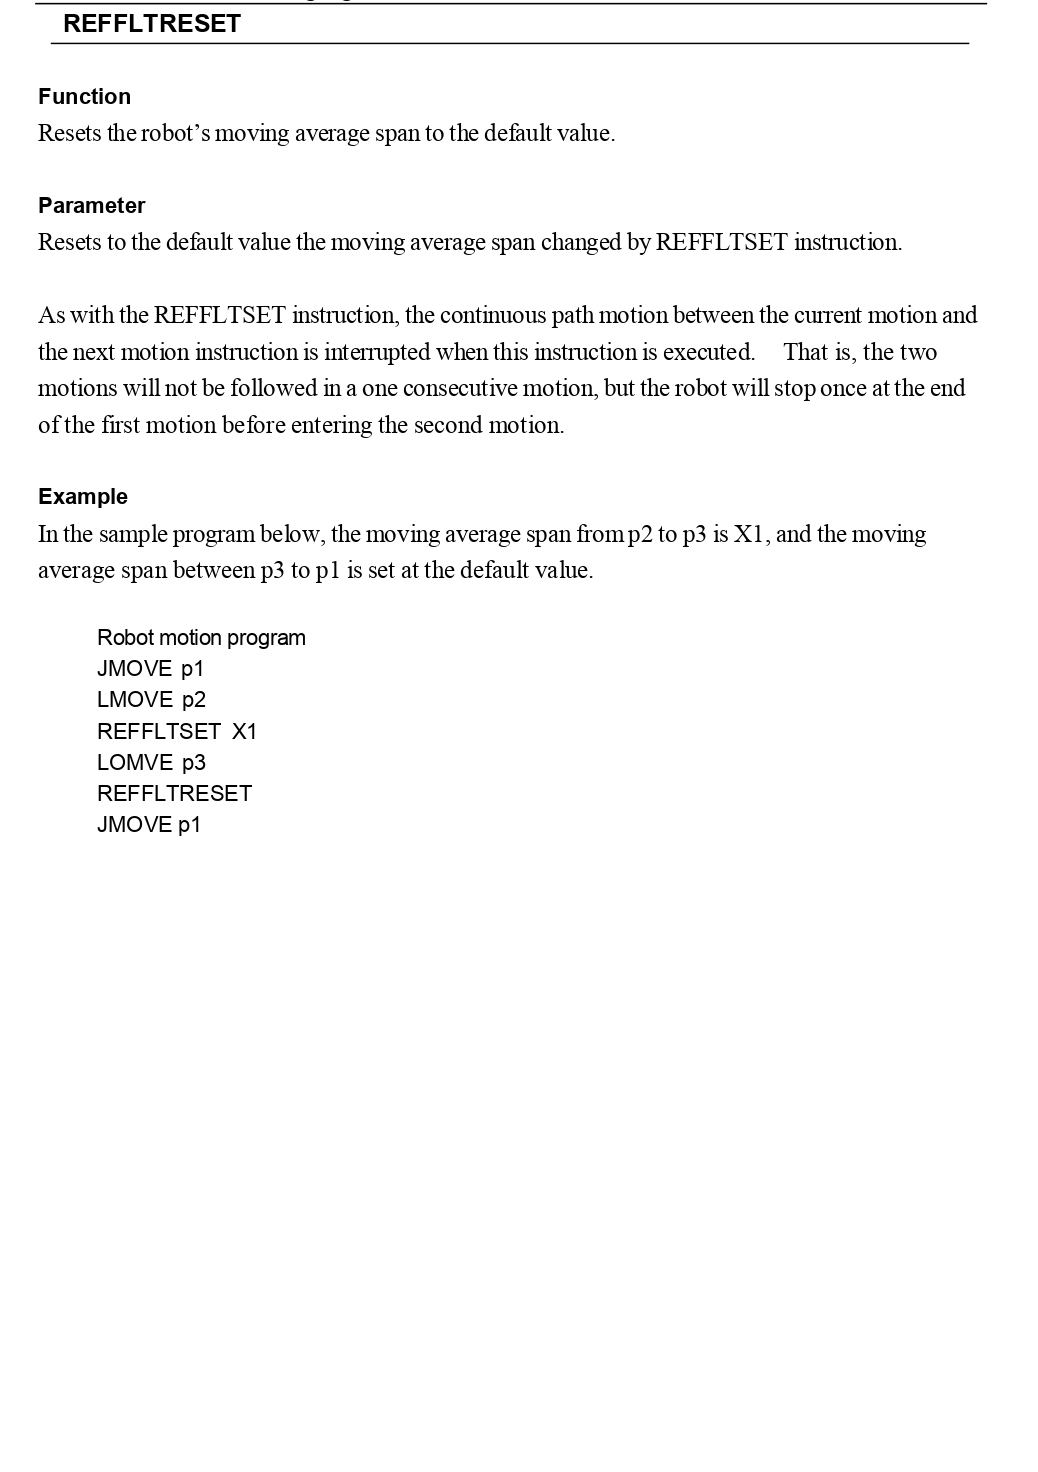 REFFLTRESET
Function
Resets the robot’s moving average span to the default value.
Parameter
Resets to the default value the moving average span changed by REFFLTSET instruction.
As with the REFFLTSET instruction, the continuous path motion between the current motion and
the next motion instruction is interrupted when this instruction is executed. That is, the two
motions will not be followed in a one consecutive motion, but the robot will stop once at the end
of the first motion before entering the second motion.
Example
In the sample program below, the moving average span from p2 to p3 is X1, and the moving
average span between p3 to p1 is set at the default value.
Robot motion program
JMOVE p1
LMOVE p2
REFFLTSET X1
LOMVE p3
REFFLTRESET
JMOVE p1